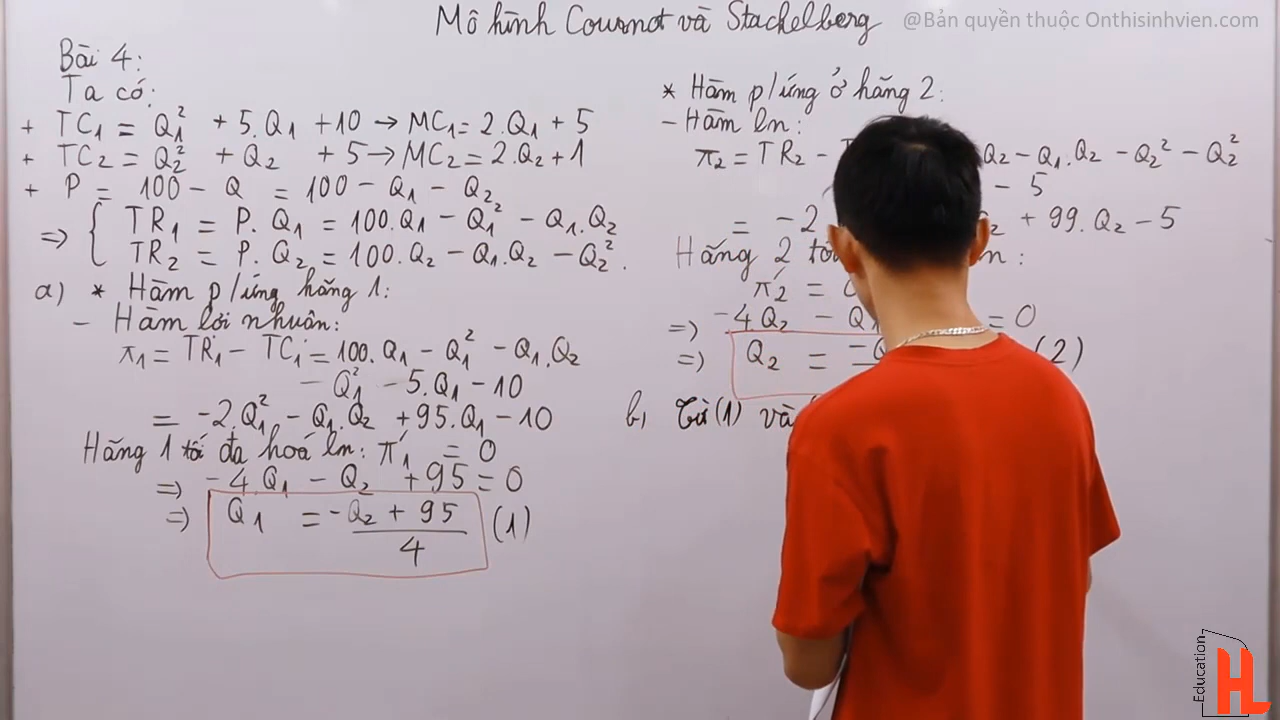 Mô hình Cournot và Stackelberg
@Bản quyền thuộc Onthisinhvien.com
Bài 4:
Ta có:
+ TC₁ = Q₁² + 5.Q₁ + 10 → MC₁ = 2.Q₁ + 5
+ TC₂ = Q₂² + Q₂ + 5 → MC₂ = 2.Q₂ + 1
+ P = 100 - Q = 100 - Q₁ - Q₂
=> { TR₁ = P.Q₁ = 100.Q₁ - Q₁² - Q₁.Q₂
TR₂ = P.Q₂ = 100.Q₂ - Q₁.Q₂ - Q₂².
a) * Hàm p/ứng hãng 1:
- Hàm lợi nhuận:
π₁ = TR₁ - TC₁ = 100.Q₁ - Q₁² - Q₁.Q₂
- Q₁² - 5.Q₁ - 10
= -2.Q₁² - Q₁.Q₂ + 95.Q₁ - 10
Hãng 1 tối đa hoá ln: π₁' = 0
=> -4.Q₁ - Q₂ + 95 = 0
=> Q₁ = (-Q₂ + 95)/4 (1)
* Hàm p/ứng ở hãng 2:
- Hàm ln:
π₂ = TR₂ - Q₂ - Q₁.Q₂ - Q₂² - Q₂²
- 5
= -2 + 99.Q₂ - 5
Hãng 2 :
π₂' =
=> -4Q₂ - = 0
=> Q₂ = (2)
b, Từ (1) và
Education
HL